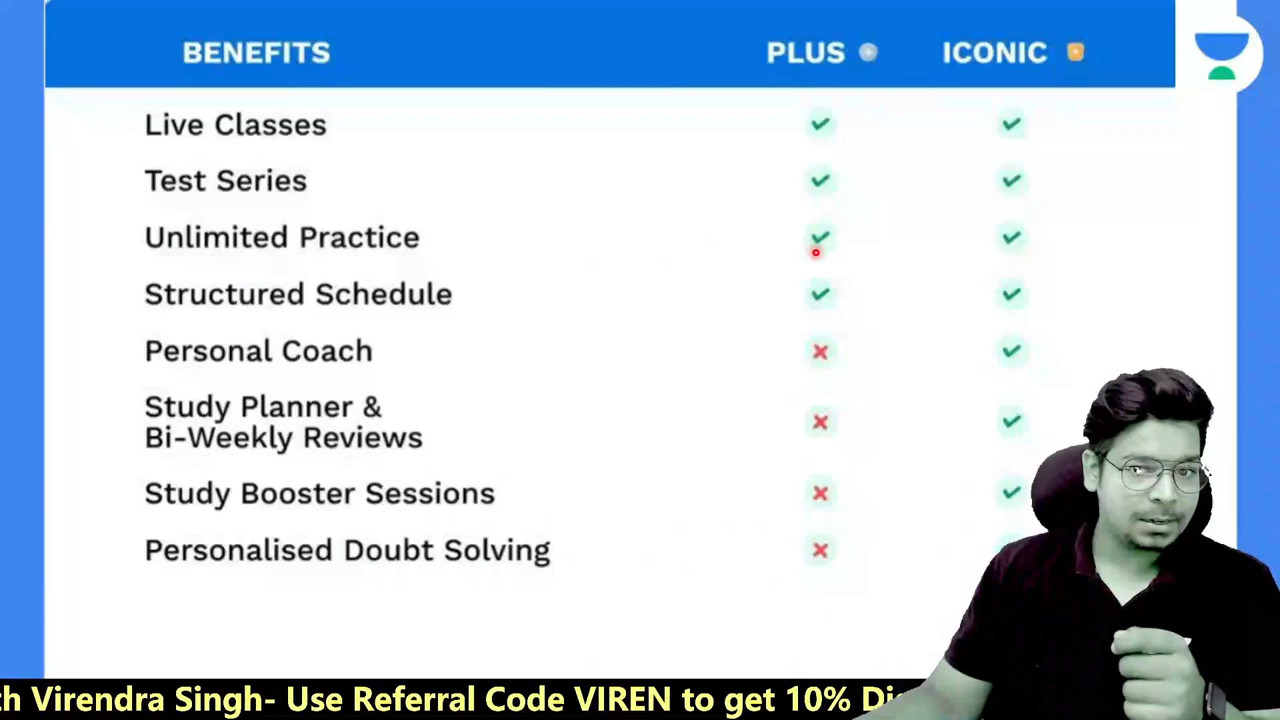 BENEFITS PLUS ICONIC
Live Classes
Test Series
Unlimited Practice
Structured Schedule
Personal Coach
Study Planner &
Bi-Weekly Reviews
Study Booster Sessions
Personalised Doubt Solving
Virendra Singh- Use Referral Code VIREN to get 10%